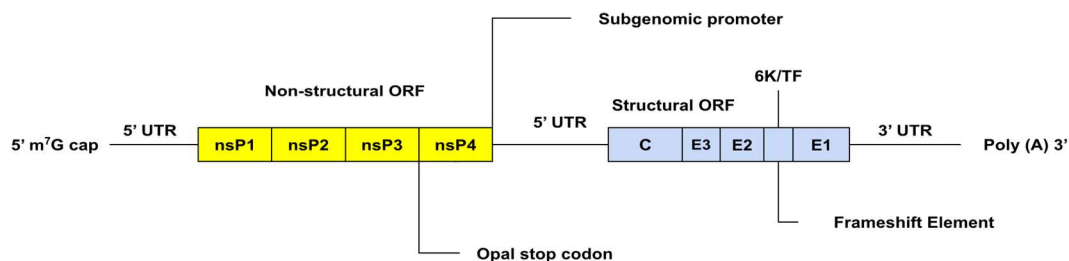 Subgenomic promoter
6K/TF
Non-structural ORF
Structural ORF
5’ m⁷G cap
5’ UTR
nsP1
nsP2
nsP3
nsP4
5’ UTR
C
E3
E2
E1
3’ UTR
Poly (A) 3’
Frameshift Element
Opal stop codon